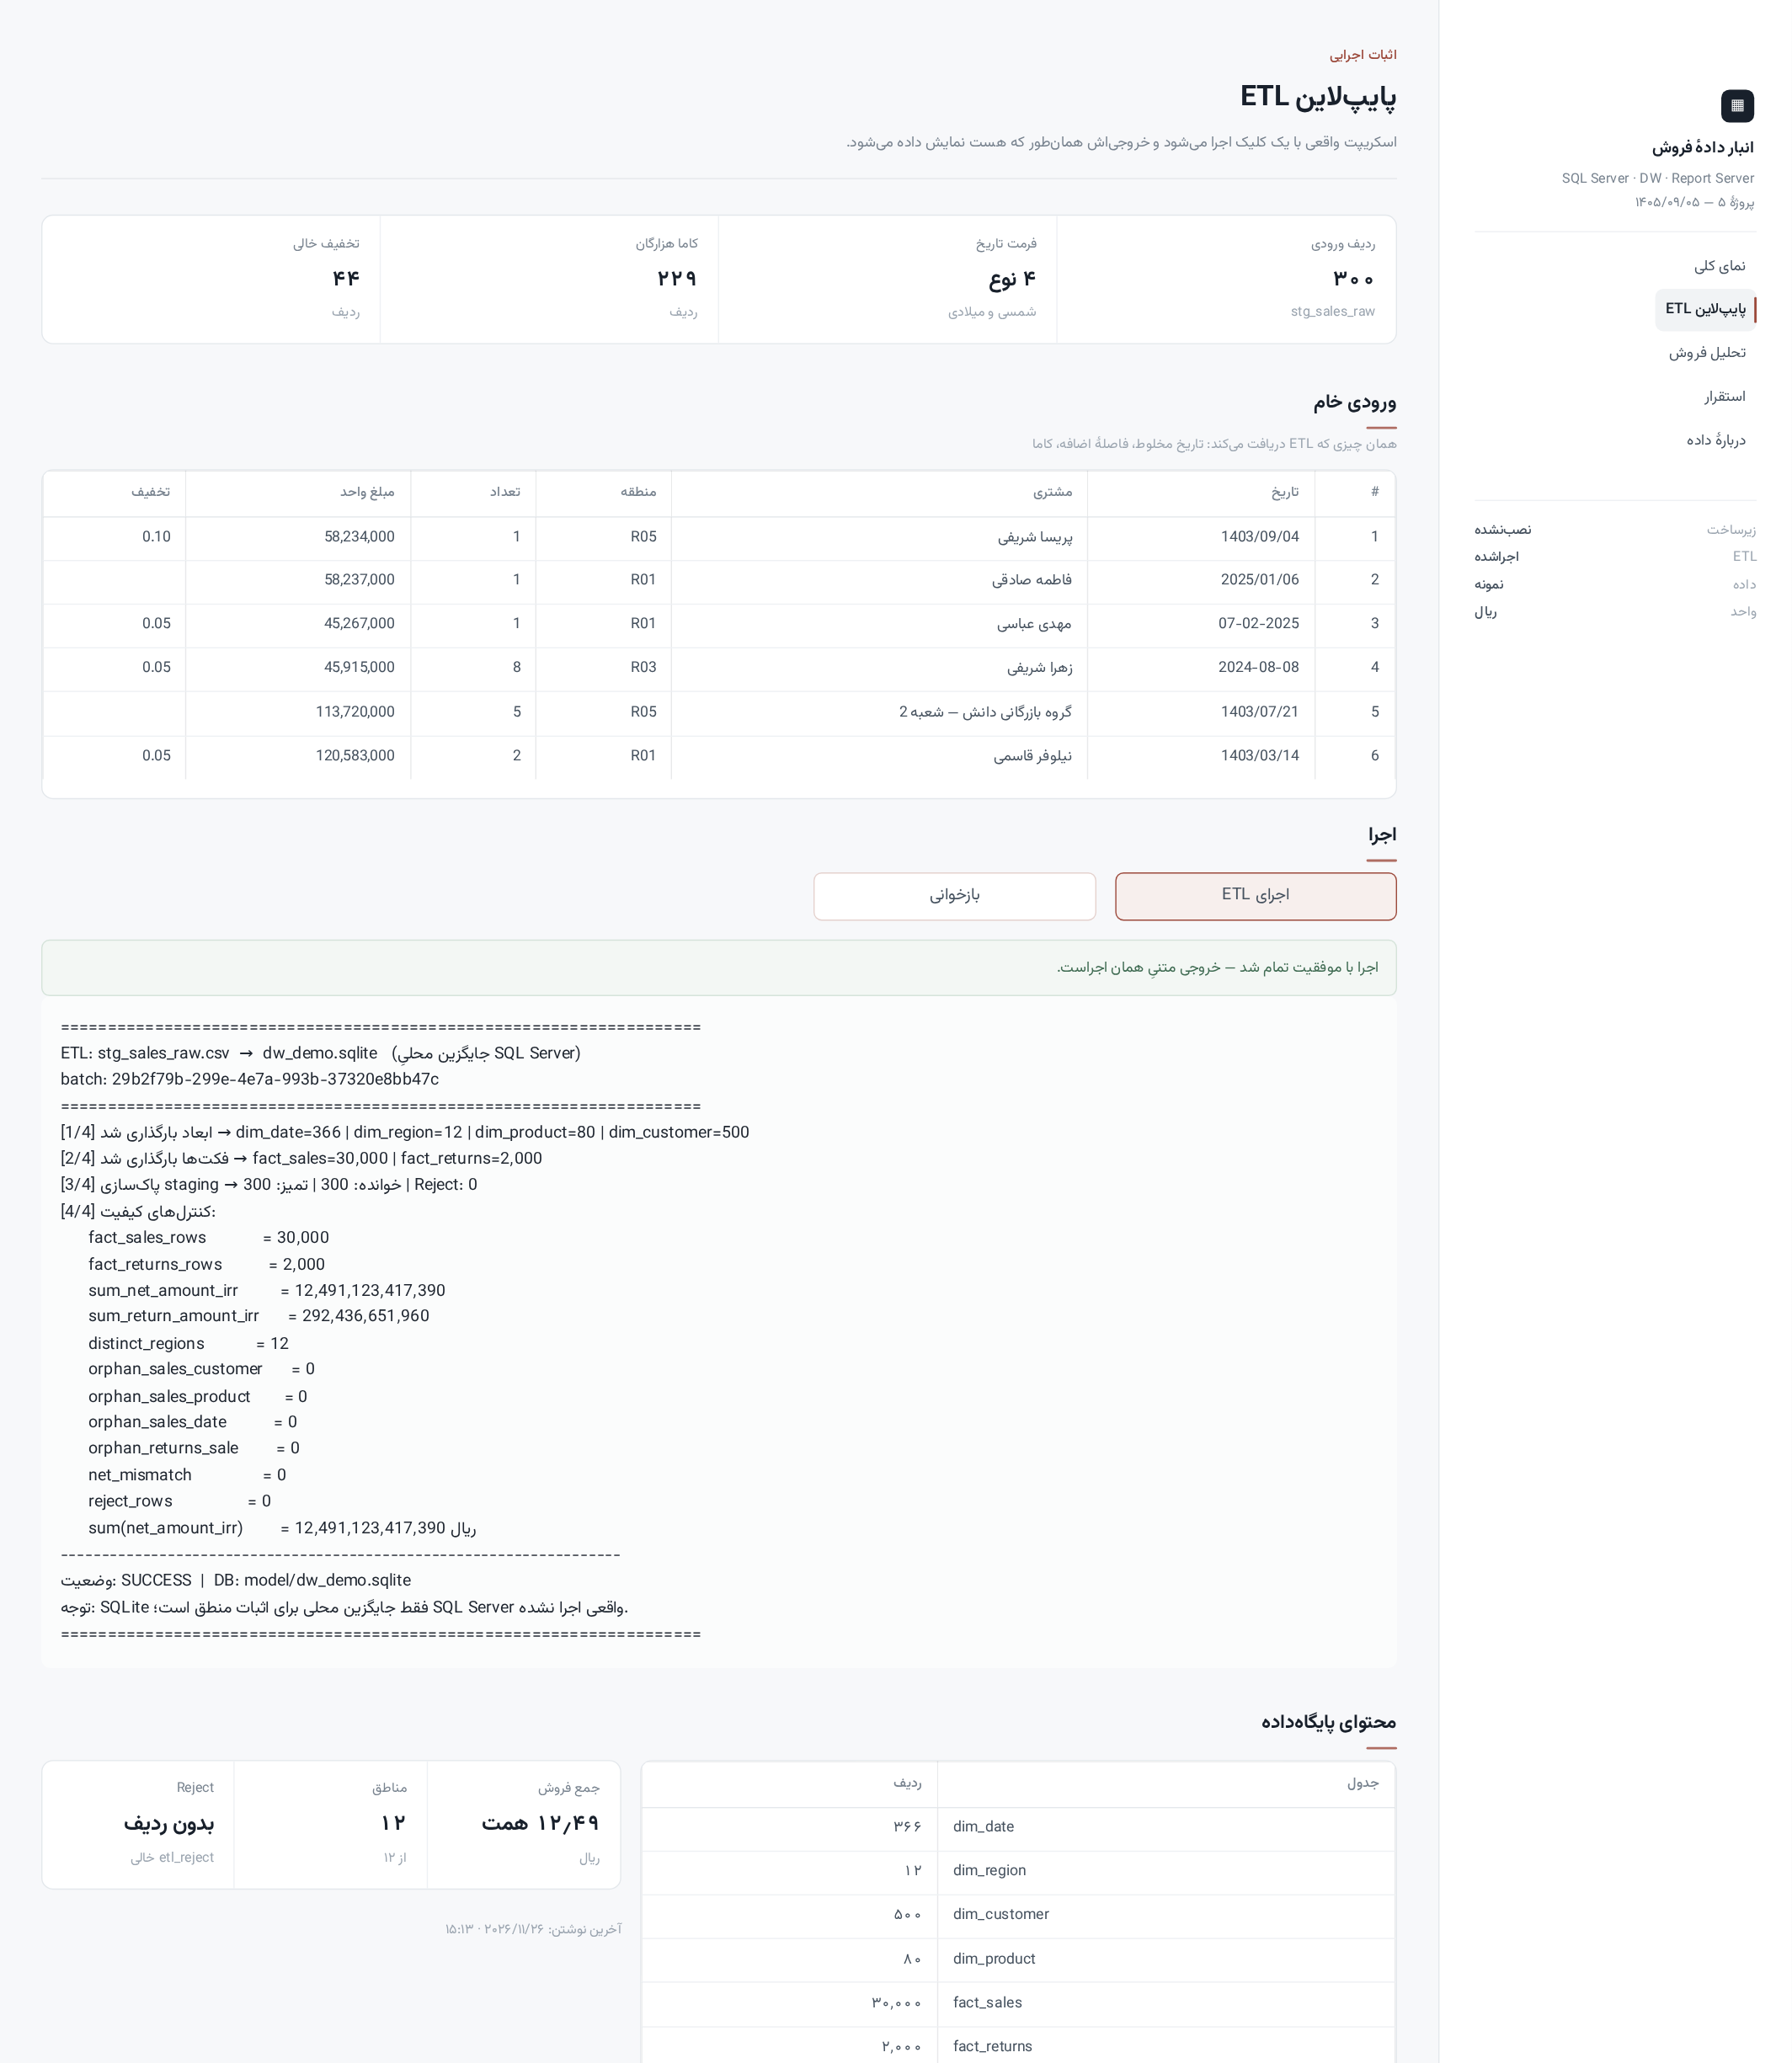 انبار دادهٔ فروش
SQL Server · DW · Report Server
پروژهٔ ۵ — ۱۴۰۵/۰۹/۰۵
نمای کلی
پایپ‌لاین ETL
تحلیل فروش
استقرار
دربارهٔ داده
زیرساخت نصب‌نشده
ETL اجراشده
داده نمونه
واحد ریال
اثبات اجرایی
پایپ‌لاین ETL
اسکریپت واقعی با یک کلیک اجرا می‌شود و خروجی‌اش همان‌طور که هست نمایش داده می‌شود.
ردیف ورودی
۳۰۰
stg_sales_raw
فرمت تاریخ
۴ نوع
شمسی و میلادی
کاما هزارگان
۲۲۹
ردیف
تخفیف خالی
۴۴
ردیف
ورودی خام
همان چیزی که ETL دریافت می‌کند: تاریخ مخلوط، فاصلهٔ اضافه، کاما
# تاریخ مشتری منطقه تعداد مبلغ واحد تخفیف
1 1403/09/04 پریسا شریفی R05 1 58,234,000 0.10
2 2025/01/06 فاطمه صادقی R01 1 58,237,000
3 07-02-2025 مهدی عباسی R01 1 45,267,000 0.05
4 2024-08-08 زهرا شریفی R03 8 45,915,000 0.05
5 1403/07/21 گروه بازرگانی دانش — شعبه 2 R05 5 113,720,000
6 1403/03/14 نیلوفر قاسمی R01 2 120,583,000 0.05
اجرا
اجرای ETL
بازخوانی
اجرا با موفقیت تمام شد — خروجی متنیِ همان اجراست.
====================================================================
ETL: stg_sales_raw.csv → dw_demo.sqlite (جایگزین محلیِ SQL Server)
batch: 29b2f79b-299e-4e7a-993b-37320e8bb47c
====================================================================
[1/4] ابعاد بارگذاری شد → dim_date=366 | dim_region=12 | dim_product=80 | dim_customer=500
[2/4] فکت‌ها بارگذاری شد → fact_sales=30,000 | fact_returns=2,000
[3/4] پاک‌سازی staging → خوانده: 300 | تمیز: 300 | Reject: 0
[4/4] کنترل‌های کیفیت:
fact_sales_rows = 30,000
fact_returns_rows = 2,000
sum_net_amount_irr = 12,491,123,417,390
sum_return_amount_irr = 292,436,651,960
distinct_regions = 12
orphan_sales_customer = 0
orphan_sales_product = 0
orphan_sales_date = 0
orphan_returns_sale = 0
net_mismatch = 0
reject_rows = 0
sum(net_amount_irr) = 12,491,123,417,390 ریال
--------------------------------------------------------------------
وضعیت: SUCCESS | DB: model/dw_demo.sqlite
توجه: SQLite فقط جایگزین محلی برای اثبات منطق است؛ SQL Server واقعی اجرا نشده.
====================================================================
محتوای پایگاه‌داده
جدول ردیف
dim_date ۳۶۶
dim_region ۱۲
dim_customer ۵۰۰
dim_product ۸۰
fact_sales ۳۰,۰۰۰
fact_returns ۲,۰۰۰
جمع فروش
۱۲٫۴۹ همت
ریال
مناطق
۱۲
از ۱۲
Reject
بدون ردیف
etl_reject خالی
آخرین نوشتن: ۲۰۲۶/۱۱/۲۶ · ۱۵:۱۳